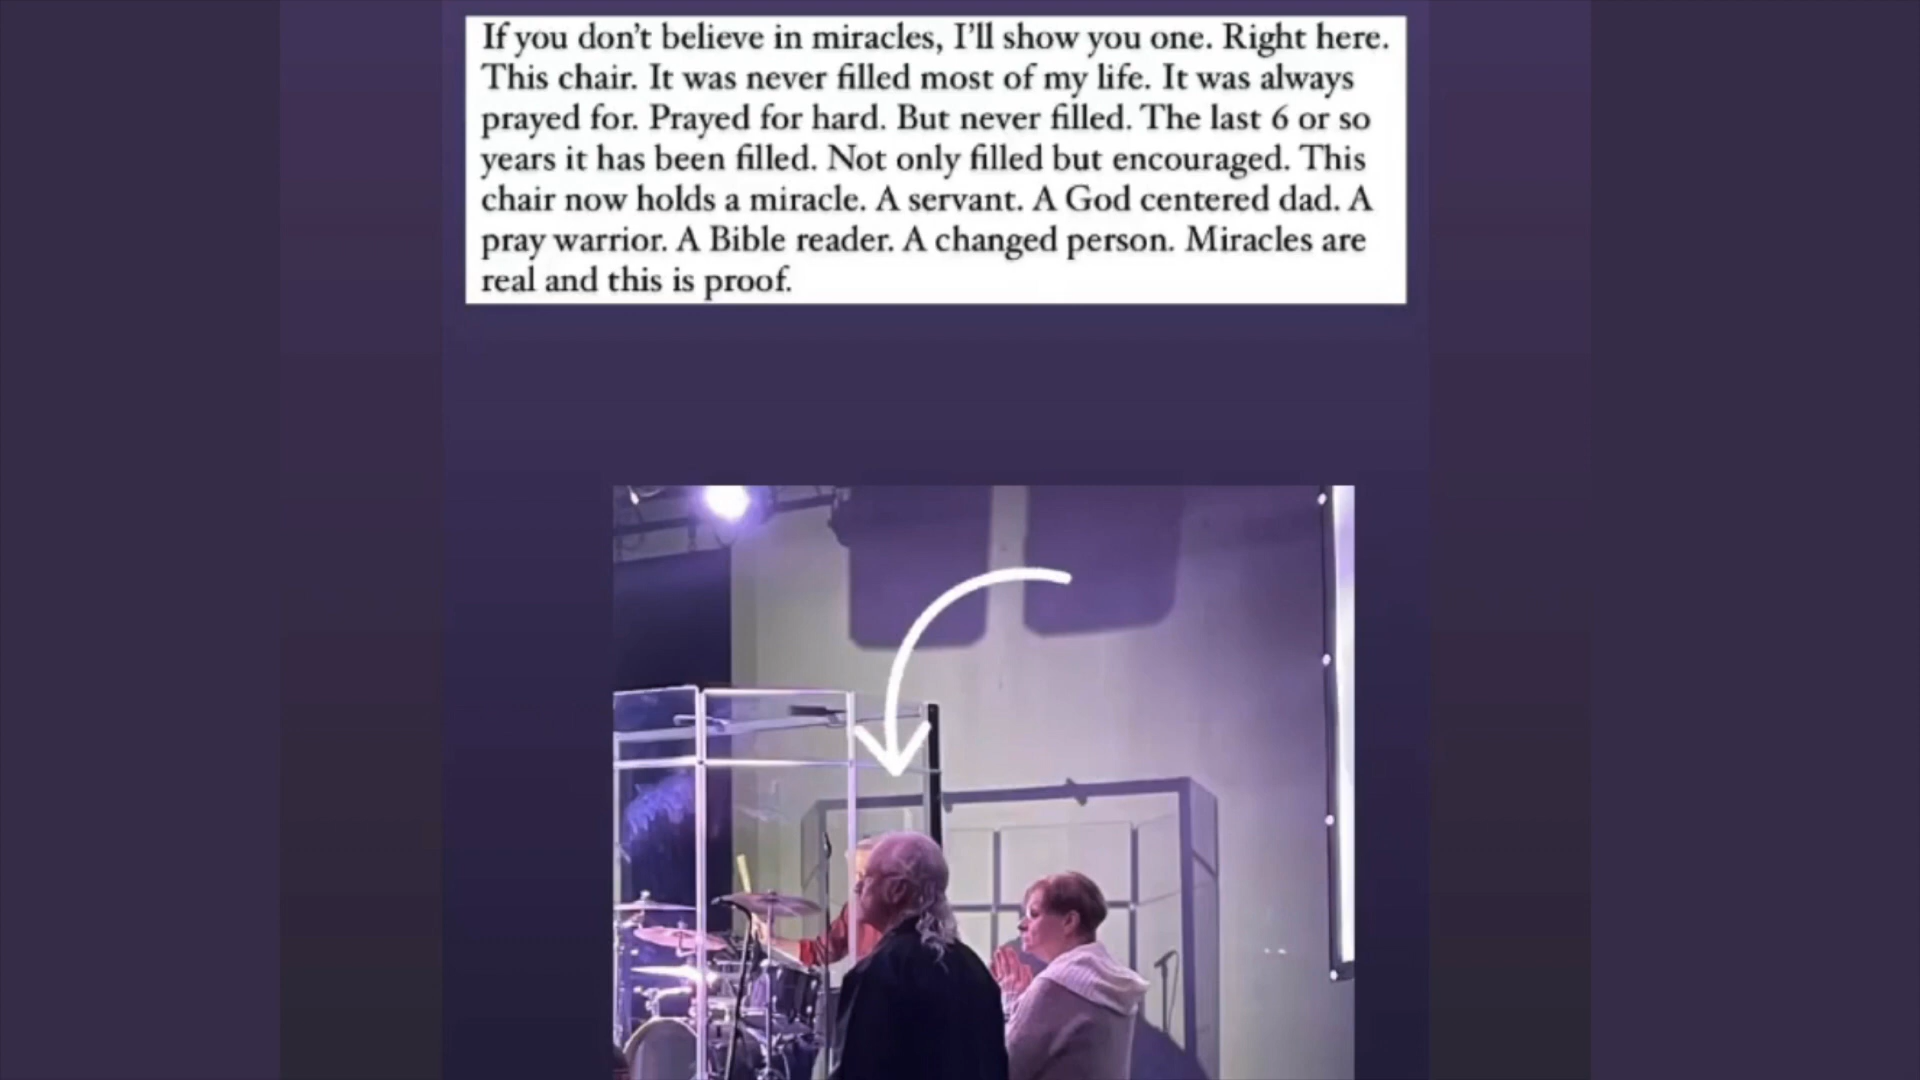 If you don't believe in miracles, I'll show you one. Right here.
This chair. It was never filled most of my life. It was always
prayed for. Prayed for hard. But never filled. The last 6 or so
years it has been filled. Not only filled but encouraged. This
chair now holds a miracle. A servant. A God centered dad. A
pray warrior. A Bible reader. A changed person. Miracles are
real and this is proof.